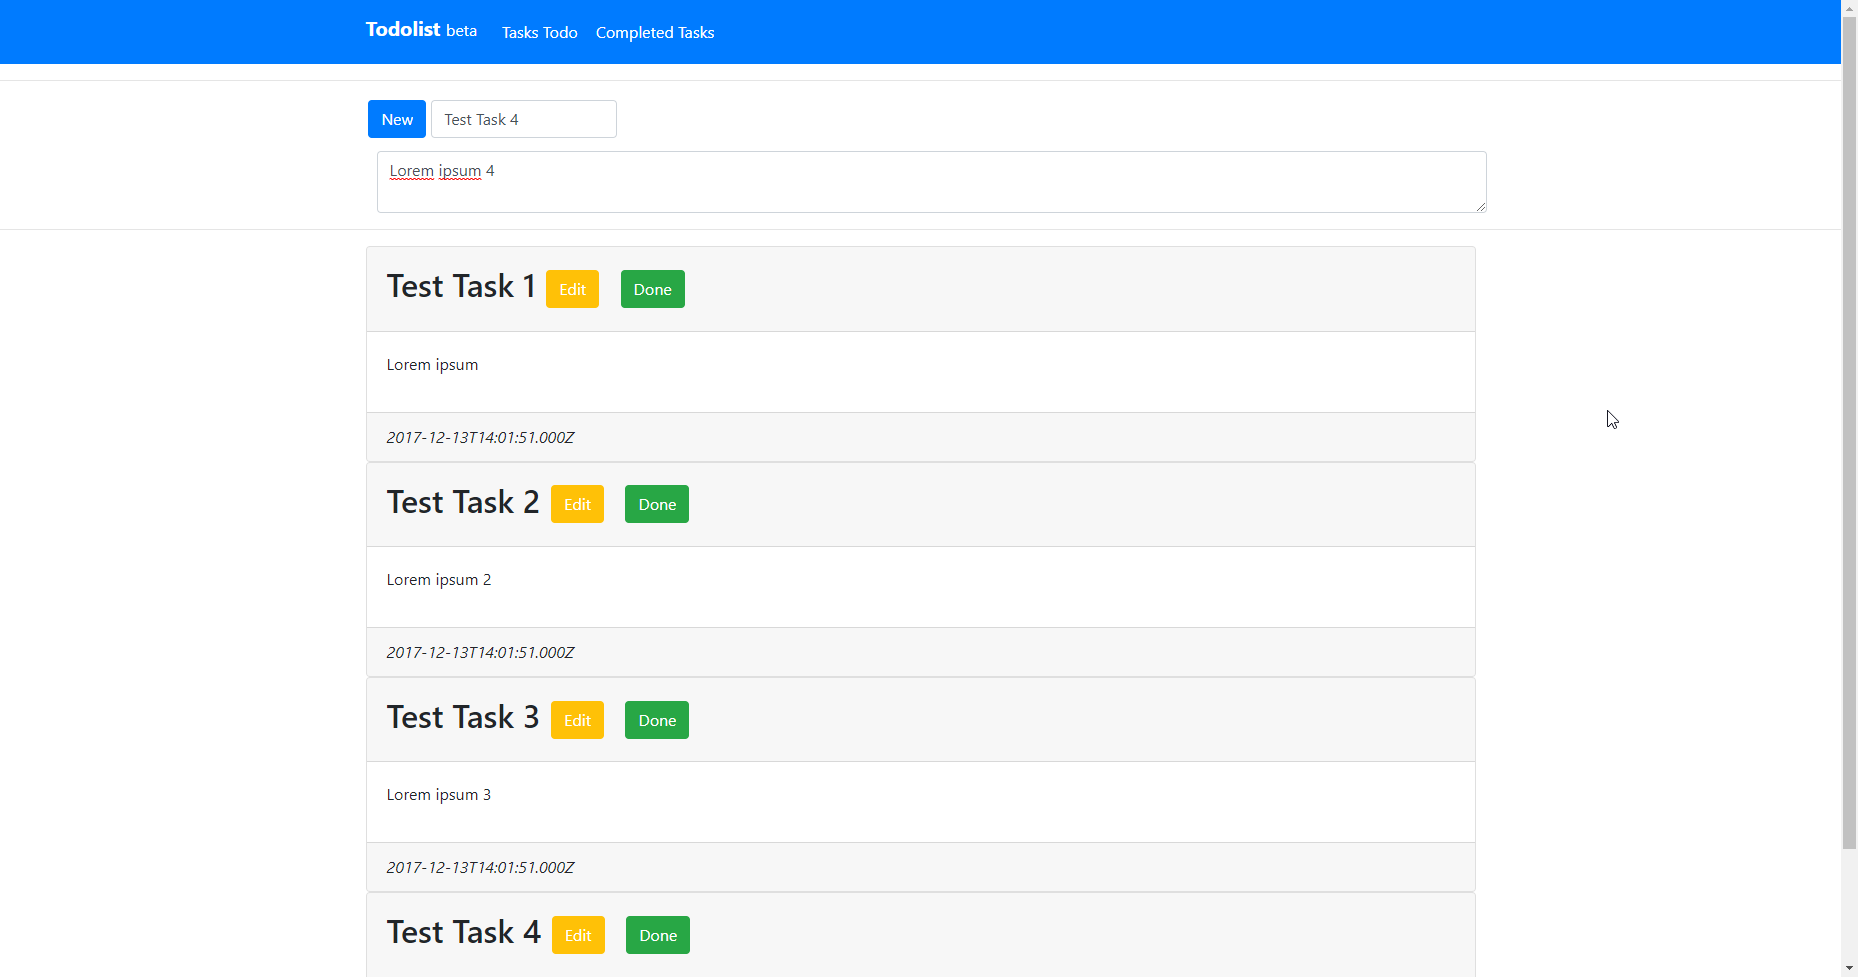 Todolist beta Tasks Todo Completed Tasks
New Test Task 4
Lorem ipsum 4
Test Task 1 Edit Done
Lorem ipsum
2017-12-13T14:01:51.000Z
Test Task 2 Edit Done
Lorem ipsum 2
2017-12-13T14:01:51.000Z
Test Task 3 Edit Done
Lorem ipsum 3
2017-12-13T14:01:51.000Z
Test Task 4 Edit Done